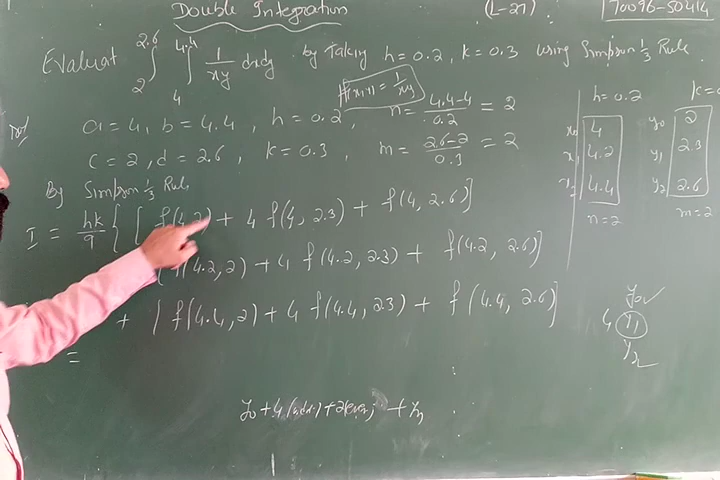 Double Integration (L-27) 70096-50414
Evaluat ∫_2^2.6 ∫_4^4.4 1/xy dxdy by Taking h=0.2, k=0.3 using Simpson 1/3 Rule.
f(x,y) = 1/xy
a=4, b=4.4, h=0.2, n= (4.4-4)/0.2 = 2
c=2, d=2.6, k=0.3, m= (2.6-2)/0.3 = 2
By Simpson 1/3 Rule
I = hk/9 { [ f(4,2) + 4 f(4, 2.3) + f(4, 2.6) ]
f(4.2, 2) + 4 f(4.2, 2.3) + f(4.2, 2.6) ]
+ [ f(4.4, 2) + 4 f(4.4, 2.3) + f(4.4, 2.6) ]
=
y0 + 4(odd) + 2(even) + yn
h=0.2
x0 4
x1 4.2
x2 4.4
n=2
k=0
y0 2
y1 2.3
y2 2.6
m=2
y0 ✓
4 y1
y2